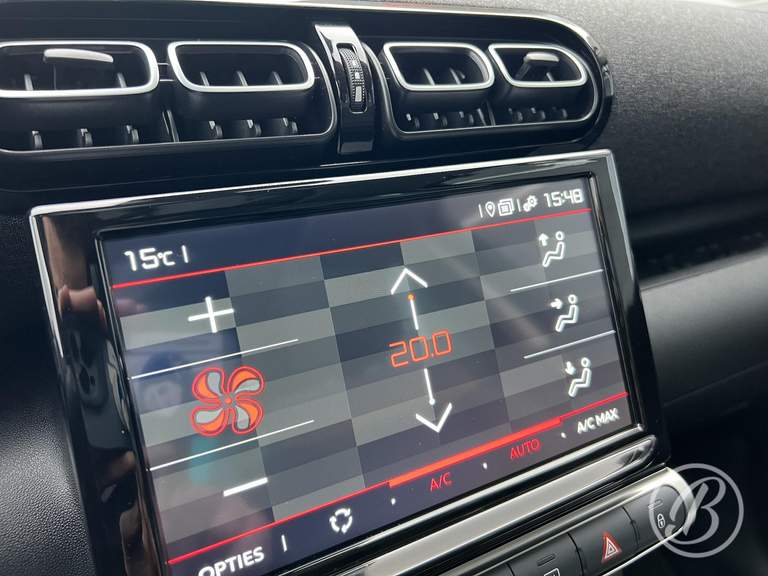 15:48
15°C
20.0
A/C MAX
AUTO
A/C
OPTIES
B